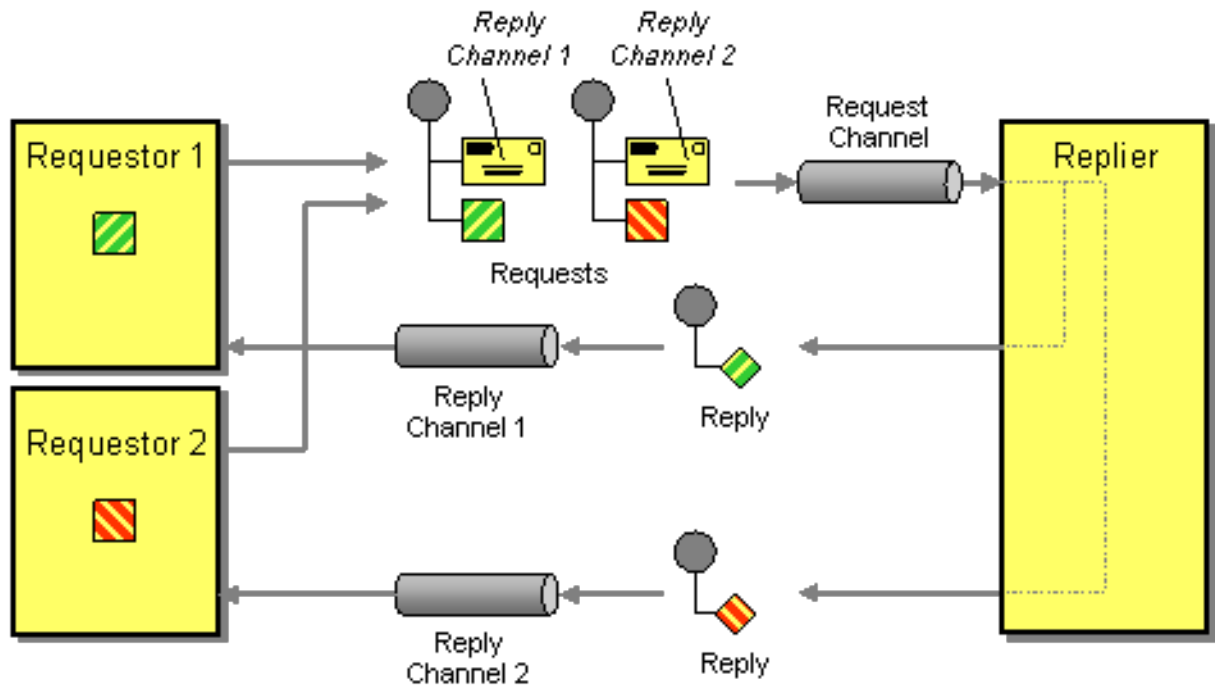 Reply
Channel 1
Reply
Channel 2
Request
Channel
Requestor 1
Replier
Requests
Reply
Channel 1
Reply
Requestor 2
Reply
Channel 2
Reply